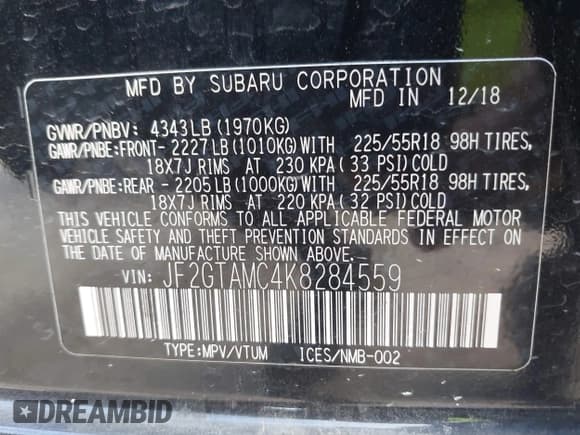 MFD BY SUBARU CORPORATION
MFD IN 12/18
GVWR/PNBV: 4343LB(1970KG)
GAWR/PNBE:FRONT- 2227LB(1010KG)WITH 225/55R18 98H TIRES,
18X7J RIMS AT 230 KPA( 33 PSI)COLD
GAWR/PNBE:REAR - 2205LB(1000KG)WITH 225/55R18 98H TIRES,
18X7J RIMS AT 220 KPA( 32 PSI)COLD
THIS VEHICLE CONFORMS TO ALL APPLICABLE FEDERAL MOTOR
VEHICLE SAFETY AND THEFT PREVENTION STANDARDS IN EFFECT ON
THE DATE OF MANUFACTURE SHOWN ABOVE.
VIN: JF2GTAMC4K8284559
TYPE:MPV/VTUM ICES/NMB-002
DREAMBID